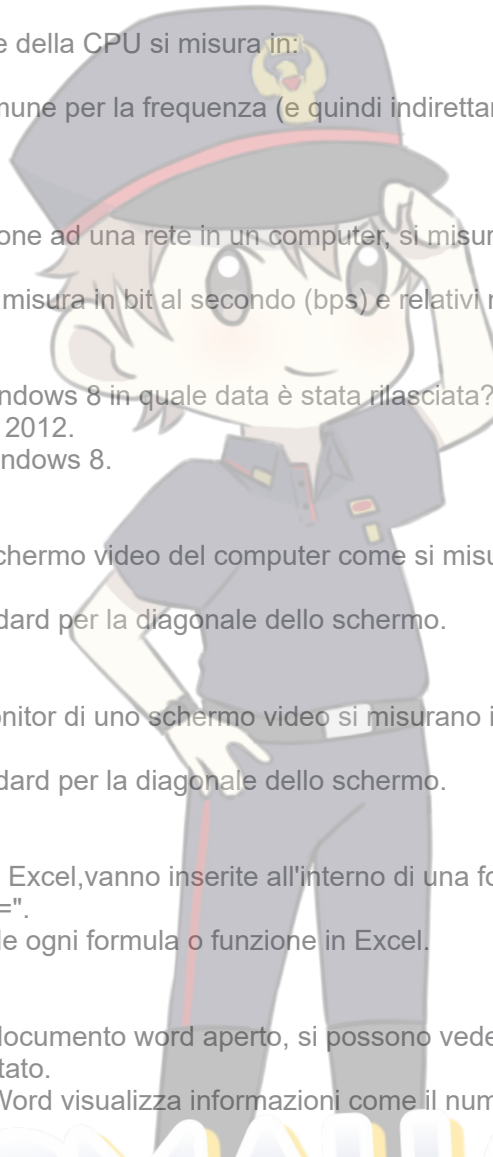 e della CPU si misura in:
mune per la frequenza (e quindi indirettar
one ad una rete in un computer, si misur
misura in bit al secondo (bps) e relativi r
ndows 8 in quale data è stata rilasciata?
2012.
ndows 8.
chermo video del computer come si misu
dard per la diagonale dello schermo.
nitor di uno schermo video si misurano i
dard per la diagonale dello schermo.
Excel,vanno inserite all'interno di una fo
=".
le ogni formula o funzione in Excel.
documento word aperto, si possono vede
tato.
Word visualizza informazioni come il num